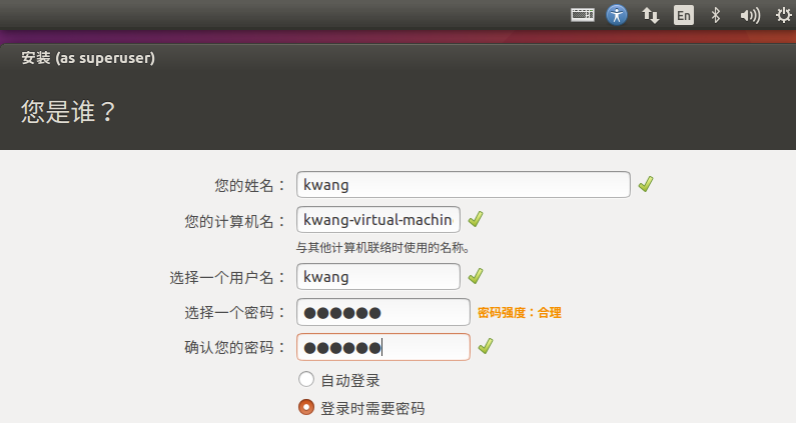 En
安装 (as superuser)
您是谁？
您的姓名： kwang
您的计算机名： kwang-virtual-machin
与其他计算机联络时使用的名称。
选择一个用户名： kwang
选择一个密码： ●●●●●● 密码强度：合理
确认您的密码： ●●●●●●
自动登录
登录时需要密码